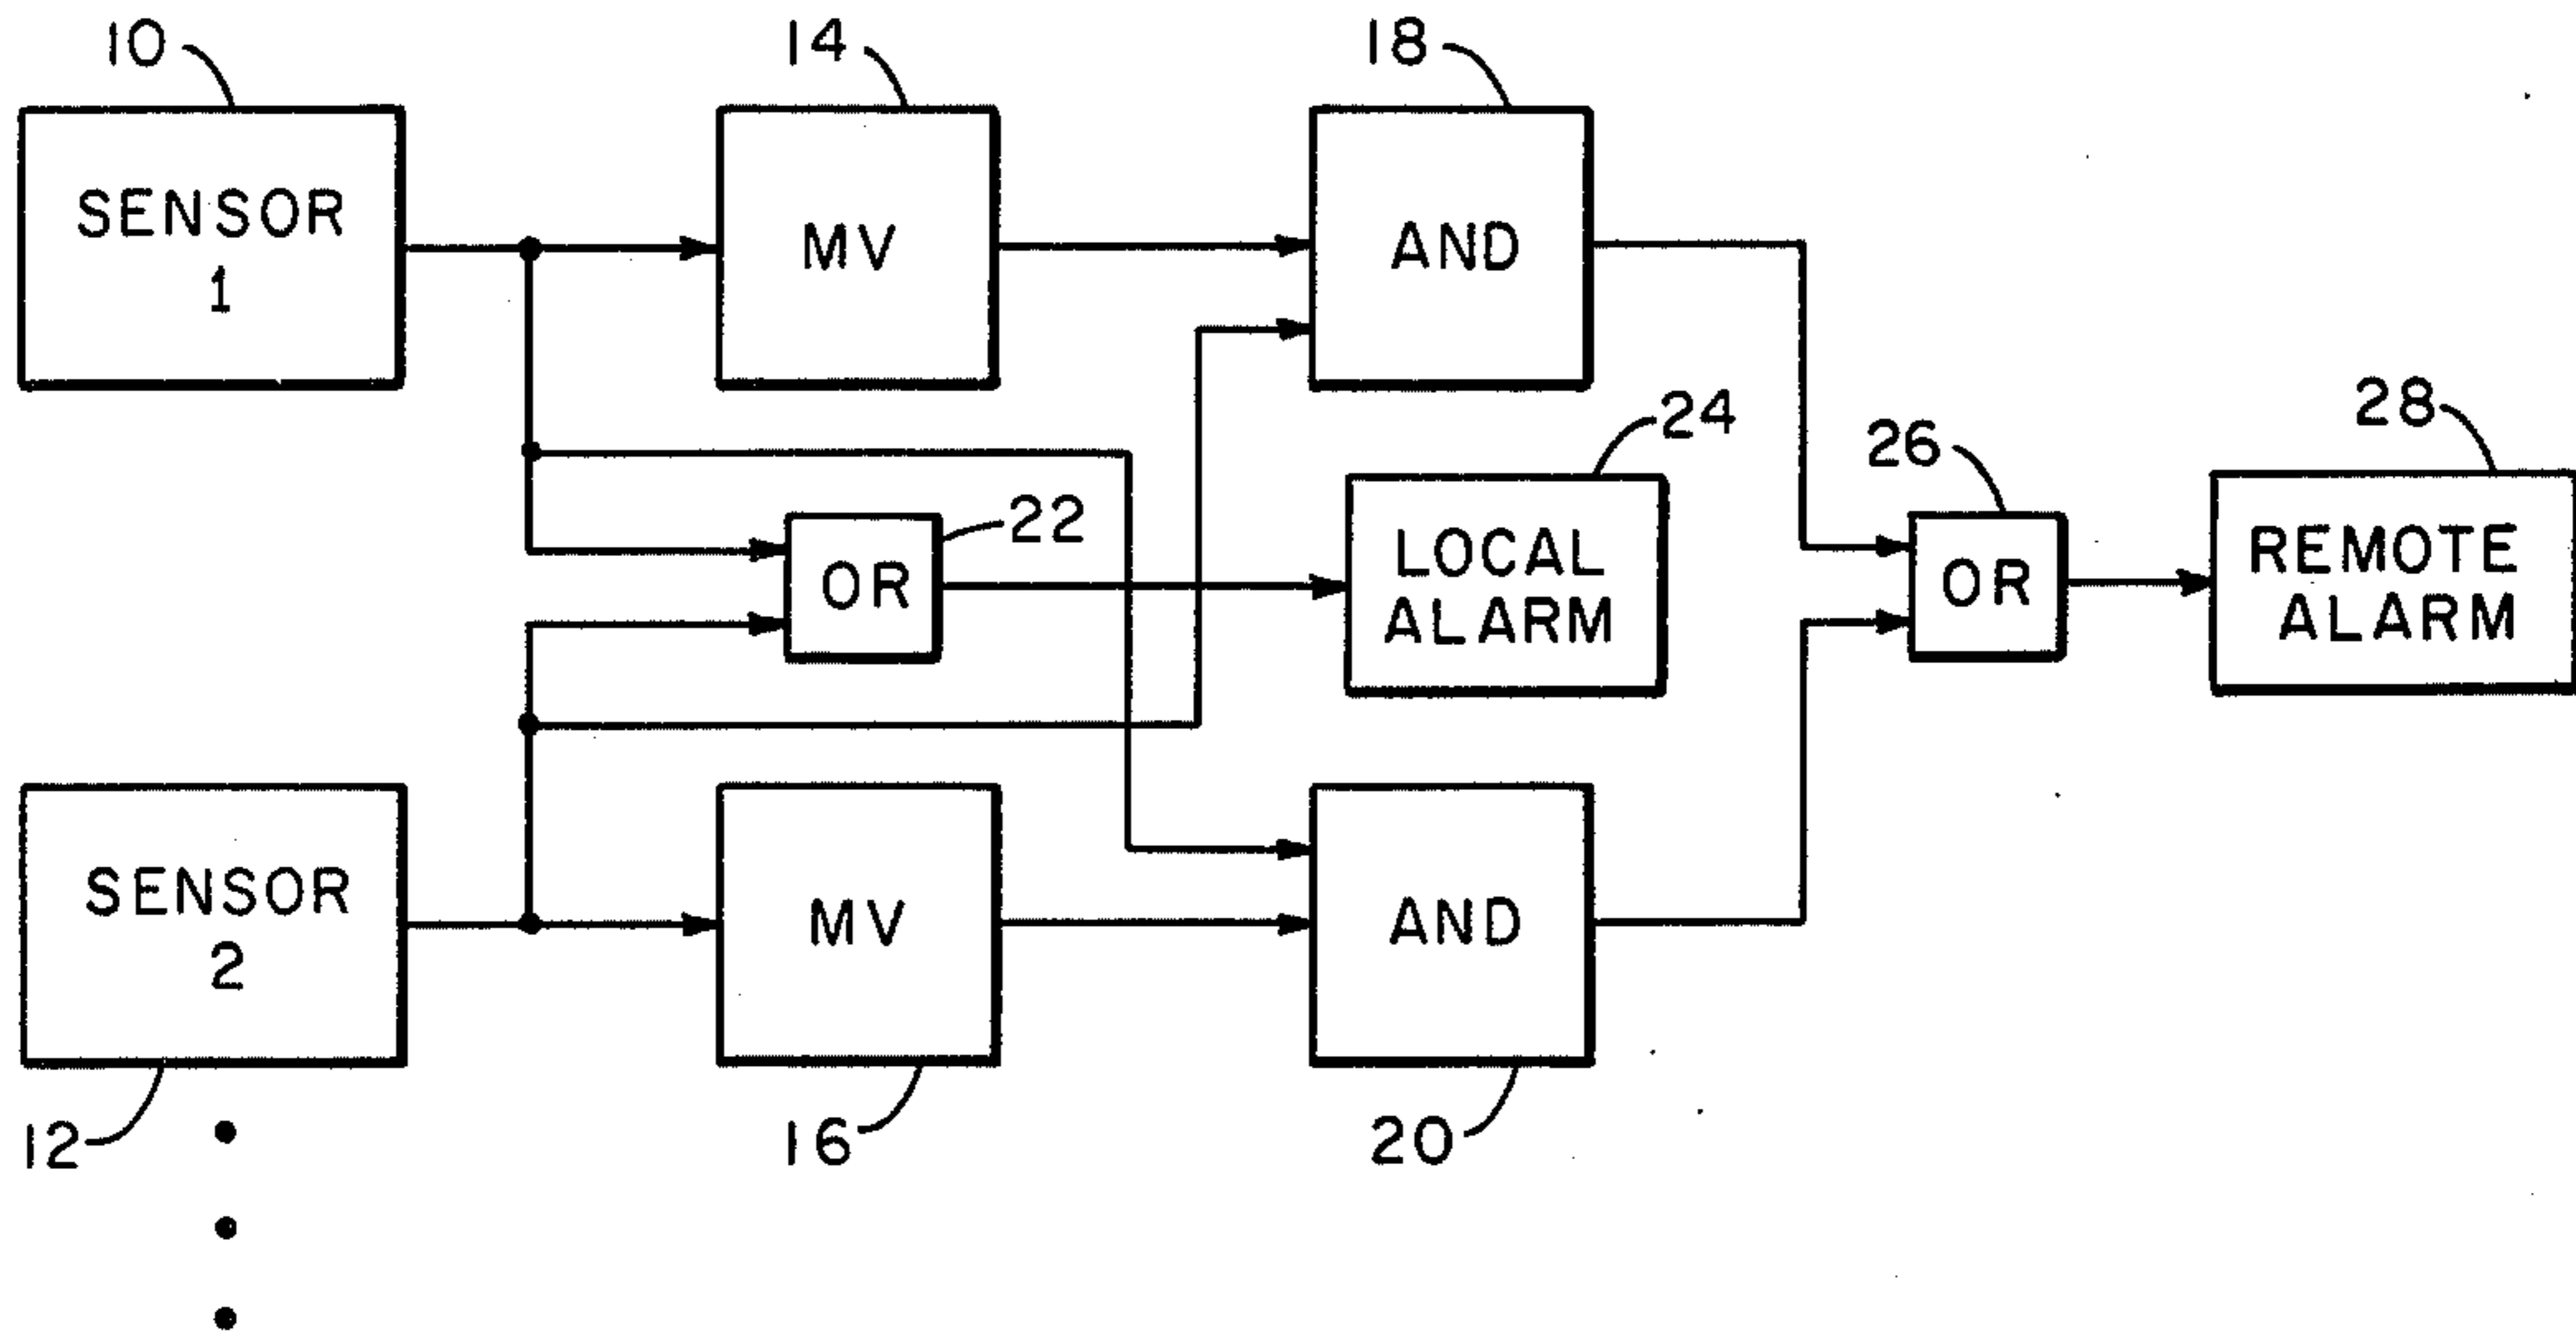 10
14
18
SENSOR
1
MV
AND
24
28
26
22
OR
LOCAL
ALARM
OR
REMOTE
ALARM
SENSOR
2
MV
AND
12
16
20